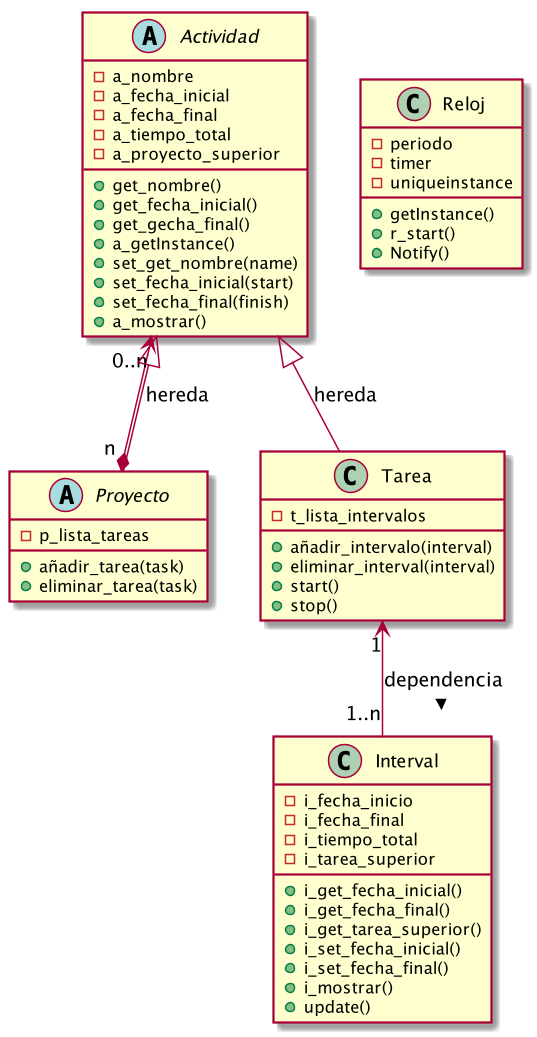 A Actividad
a_nombre
a_fecha_inicial
a_fecha_final
a_tiempo_total
a_proyecto_superior
get_nombre()
get_fecha_inicial()
get_gecha_final()
a_getInstance()
set_get_nombre(name)
set_fecha_inicial(start)
set_fecha_final(finish)
a_mostrar()
C Reloj
periodo
timer
uniqueinstance
getInstance()
r_start()
Notify()
0..n
hereda
n
hereda
A Proyecto
p_lista_tareas
añadir_tarea(task)
eliminar_tarea(task)
C Tarea
t_lista_intervalos
añadir_intervalo(interval)
eliminar_interval(interval)
start()
stop()
1
dependencia
1..n
C Interval
i_fecha_inicio
i_fecha_final
i_tiempo_total
i_tarea_superior
i_get_fecha_inicial()
i_get_fecha_final()
i_get_tarea_superior()
i_set_fecha_inicial()
i_set_fecha_final()
i_mostrar()
update()